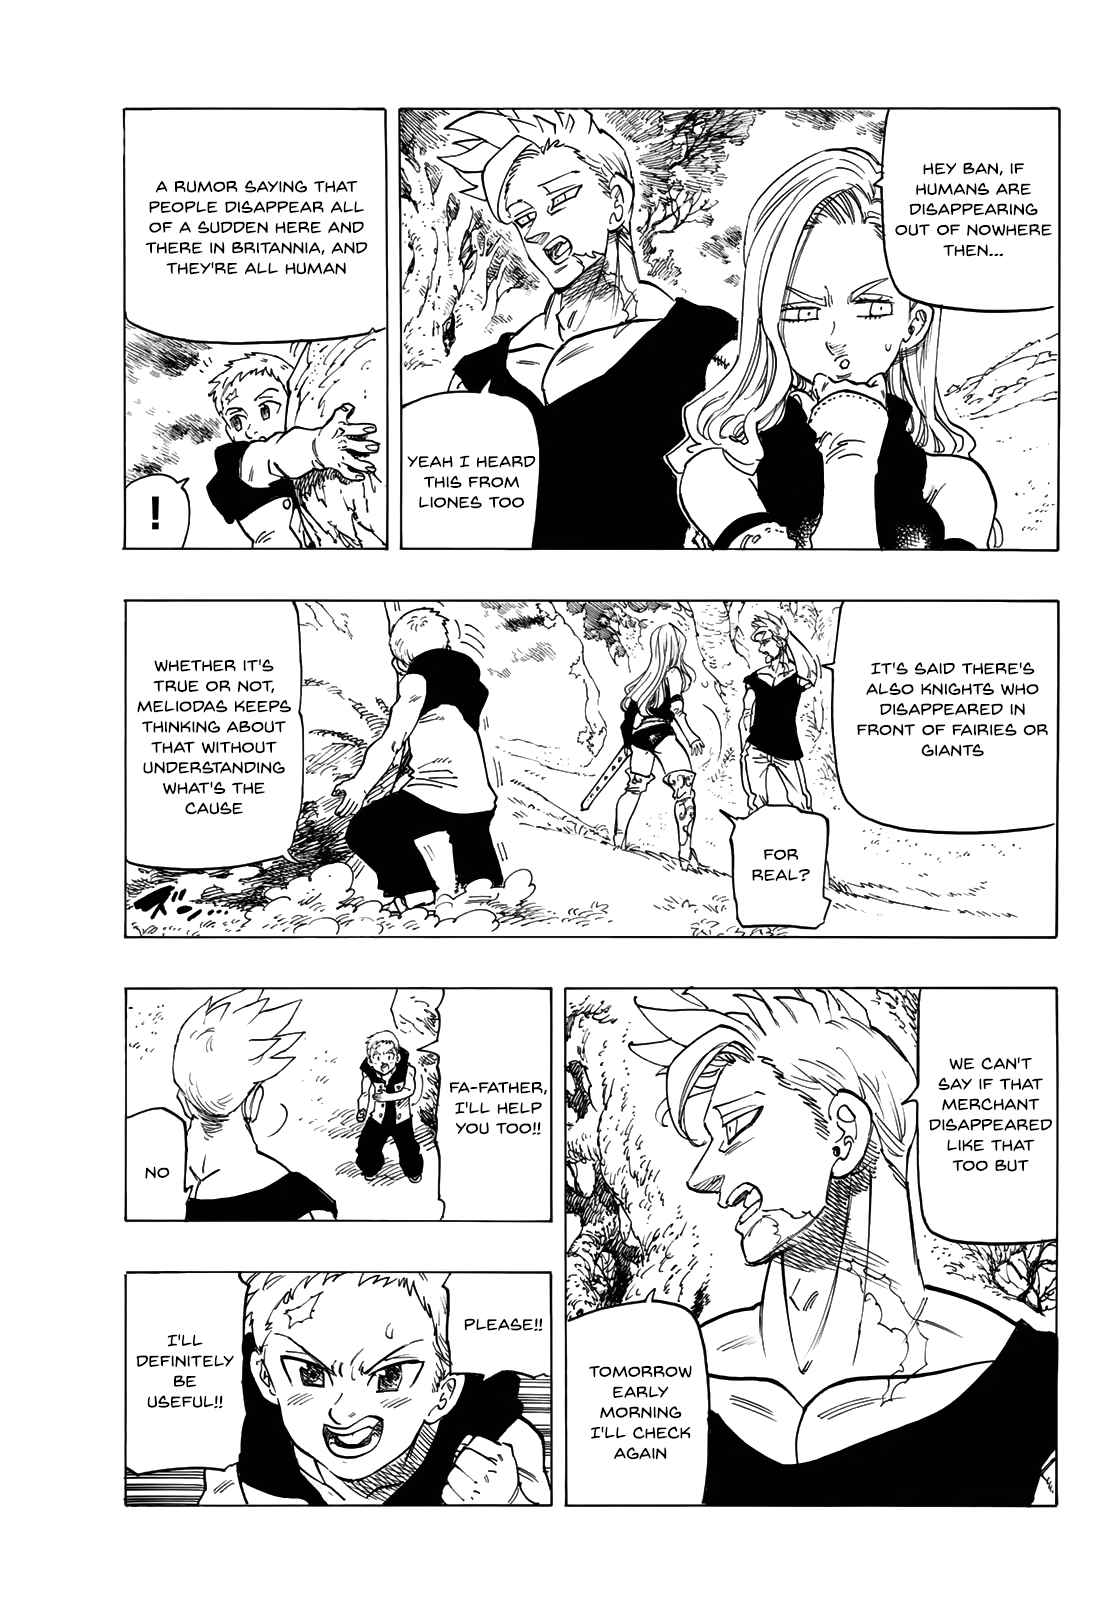 HEY BAN, IF
HUMANS ARE
DISAPPEARING
OUT OF NOWHERE
THEN...
YEAH I HEARD
THIS FROM
LIONES TOO
A RUMOR SAYING THAT
PEOPLE DISAPPEAR ALL
OF A SUDDEN HERE AND
THERE IN BRITANNIA, AND
THEY'RE ALL HUMAN
!
IT'S SAID THERE'S
ALSO KNIGHTS WHO
DISAPPEARED IN
FRONT OF FAIRIES OR
GIANTS
FOR
REAL?
WHETHER IT'S
TRUE OR NOT,
MELIODAS KEEPS
THINKING ABOUT
THAT WITHOUT
UNDERSTANDING
WHAT'S THE
CAUSE
ズン...
WE CAN'T
SAY IF THAT
MERCHANT
DISAPPEARED
LIKE THAT
TOO BUT
TOMORROW
EARLY
MORNING
I'LL CHECK
AGAIN
FA-FATHER,
I'LL HELP
YOU TOO!!
NO
PLEASE!!
I'LL
DEFINITELY
BE
USEFUL!!